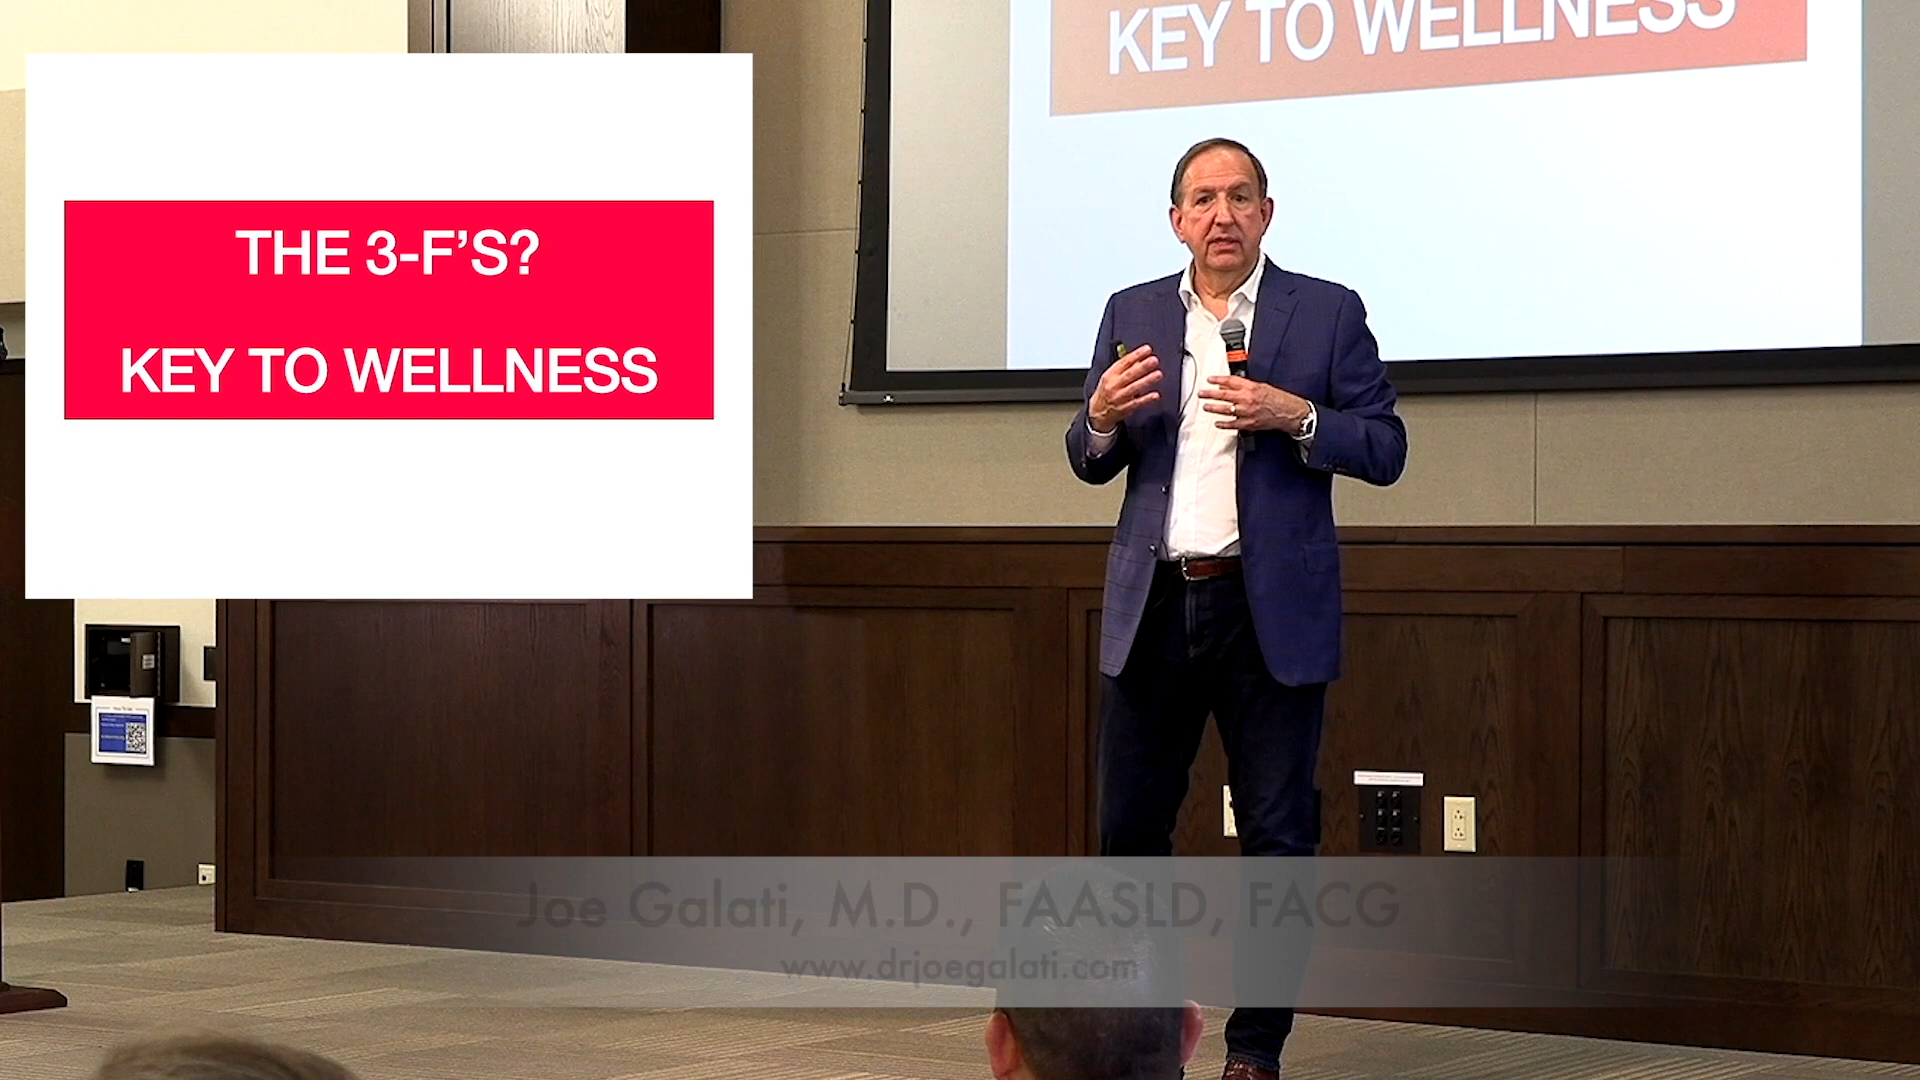 THE 3-F'S?
KEY TO WELLNESS
KEY TO WELLNESS
Joe Galati, M.D., FAASLD, FACG
www.drjoegalati.com